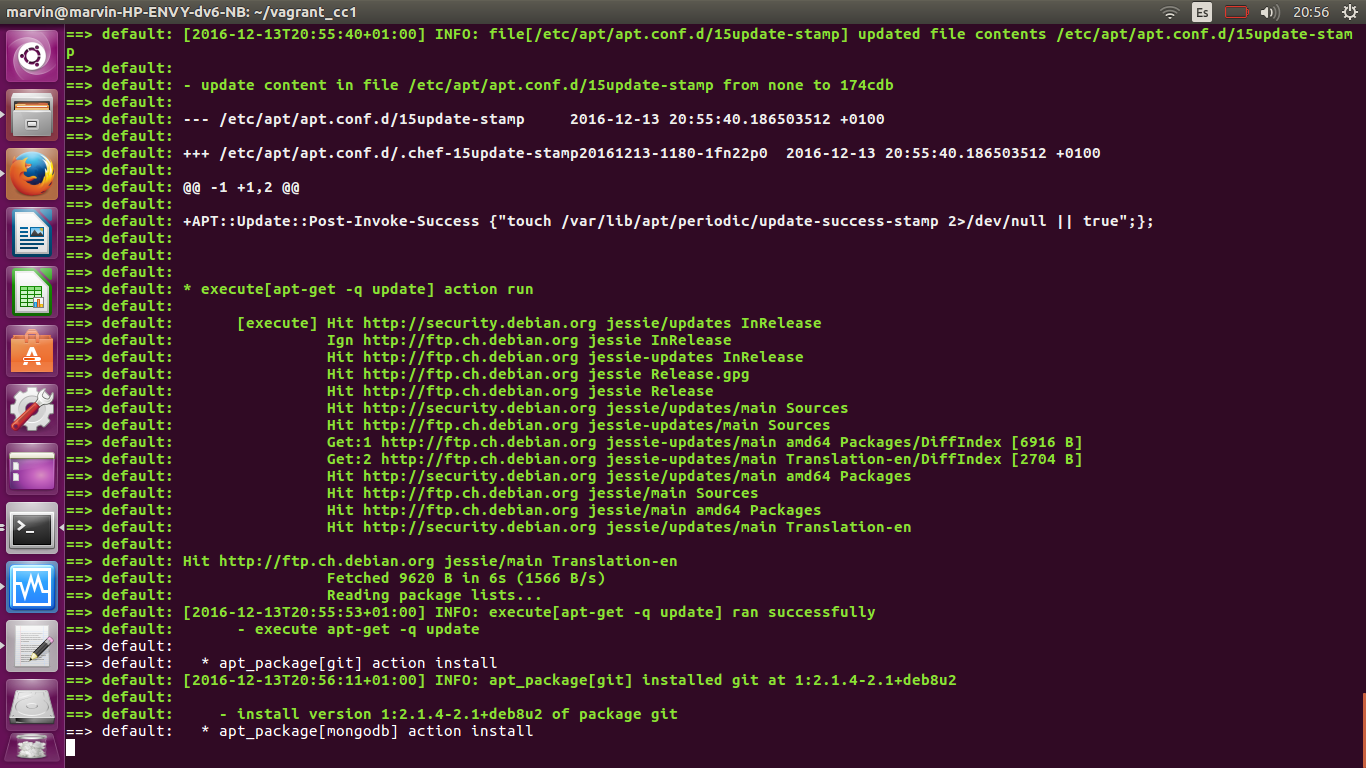 marvin@marvin-HP-ENVY-dv6-NB: ~/vagrant_cc1
Es
20:56
==> default: [2016-12-13T20:55:40+01:00] INFO: file[/etc/apt/apt.conf.d/15update-stamp] updated file contents /etc/apt/apt.conf.d/15update-stam
p
==> default:
==> default: - update content in file /etc/apt/apt.conf.d/15update-stamp from none to 174cdb
==> default:
==> default: --- /etc/apt/apt.conf.d/15update-stamp     2016-12-13 20:55:40.186503512 +0100
==> default:
==> default: +++ /etc/apt/apt.conf.d/.chef-15update-stamp20161213-1180-1fn22p0  2016-12-13 20:55:40.186503512 +0100
==> default:
==> default: @@ -1 +1,2 @@
==> default:
==> default: +APT::Update::Post-Invoke-Success {"touch /var/lib/apt/periodic/update-success-stamp 2>/dev/null || true";};
==> default:
==> default:
==> default:
==> default: * execute[apt-get -q update] action run
==> default:
==> default:       [execute] Hit http://security.debian.org jessie/updates InRelease
==> default:                 Ign http://ftp.ch.debian.org jessie InRelease
==> default:                 Hit http://ftp.ch.debian.org jessie-updates InRelease
==> default:                 Hit http://ftp.ch.debian.org jessie Release.gpg
==> default:                 Hit http://ftp.ch.debian.org jessie Release
==> default:                 Hit http://security.debian.org jessie/updates/main Sources
==> default:                 Hit http://ftp.ch.debian.org jessie-updates/main Sources
==> default:                 Get:1 http://ftp.ch.debian.org jessie-updates/main amd64 Packages/DiffIndex [6916 B]
==> default:                 Get:2 http://ftp.ch.debian.org jessie-updates/main Translation-en/DiffIndex [2704 B]
==> default:                 Hit http://security.debian.org jessie/updates/main amd64 Packages
==> default:                 Hit http://ftp.ch.debian.org jessie/main Sources
==> default:                 Hit http://ftp.ch.debian.org jessie/main amd64 Packages
==> default:                 Hit http://security.debian.org jessie/updates/main Translation-en
==> default:
==> default: Hit http://ftp.ch.debian.org jessie/main Translation-en
==> default:                 Fetched 9620 B in 6s (1566 B/s)
==> default:                 Reading package lists...
==> default: [2016-12-13T20:55:53+01:00] INFO: execute[apt-get -q update] ran successfully
==> default:       - execute apt-get -q update
==> default:
==> default:   * apt_package[git] action install
==> default: [2016-12-13T20:56:11+01:00] INFO: apt_package[git] installed git at 1:2.1.4-2.1+deb8u2
==> default:
==> default:     - install version 1:2.1.4-2.1+deb8u2 of package git
==> default:   * apt_package[mongodb] action install